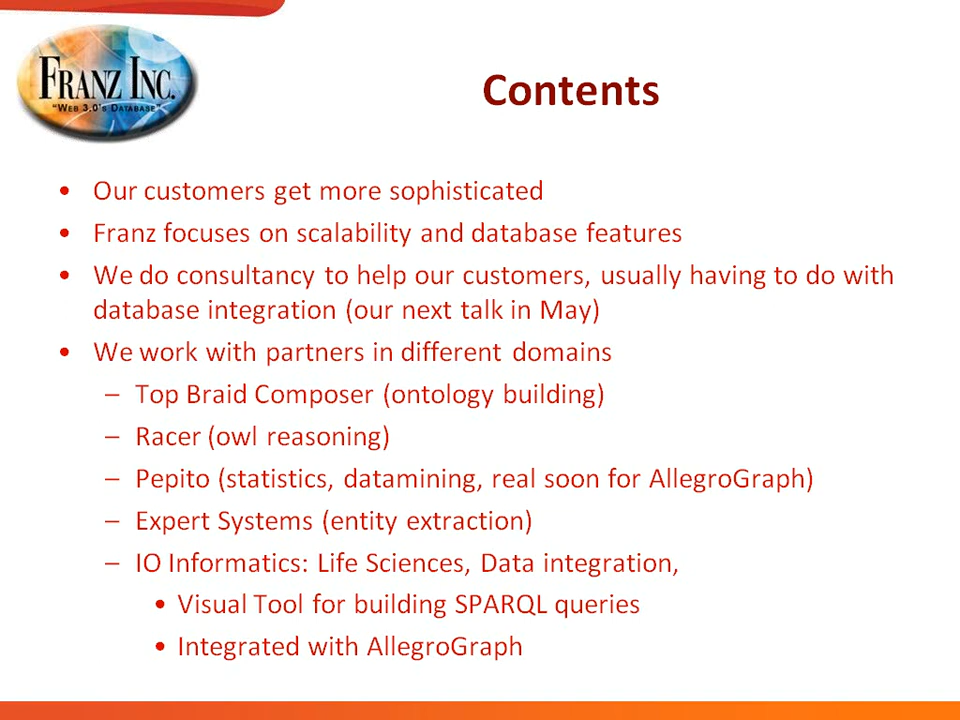 FRANZ INC.
"WEB 3.0'S DATABASE"
Contents
• Our customers get more sophisticated
• Franz focuses on scalability and database features
• We do consultancy to help our customers, usually having to do with
database integration (our next talk in May)
• We work with partners in different domains
– Top Braid Composer (ontology building)
– Racer (owl reasoning)
– Pepito (statistics, datamining, real soon for AllegroGraph)
– Expert Systems (entity extraction)
– IO Informatics: Life Sciences, Data integration,
• Visual Tool for building SPARQL queries
• Integrated with AllegroGraph